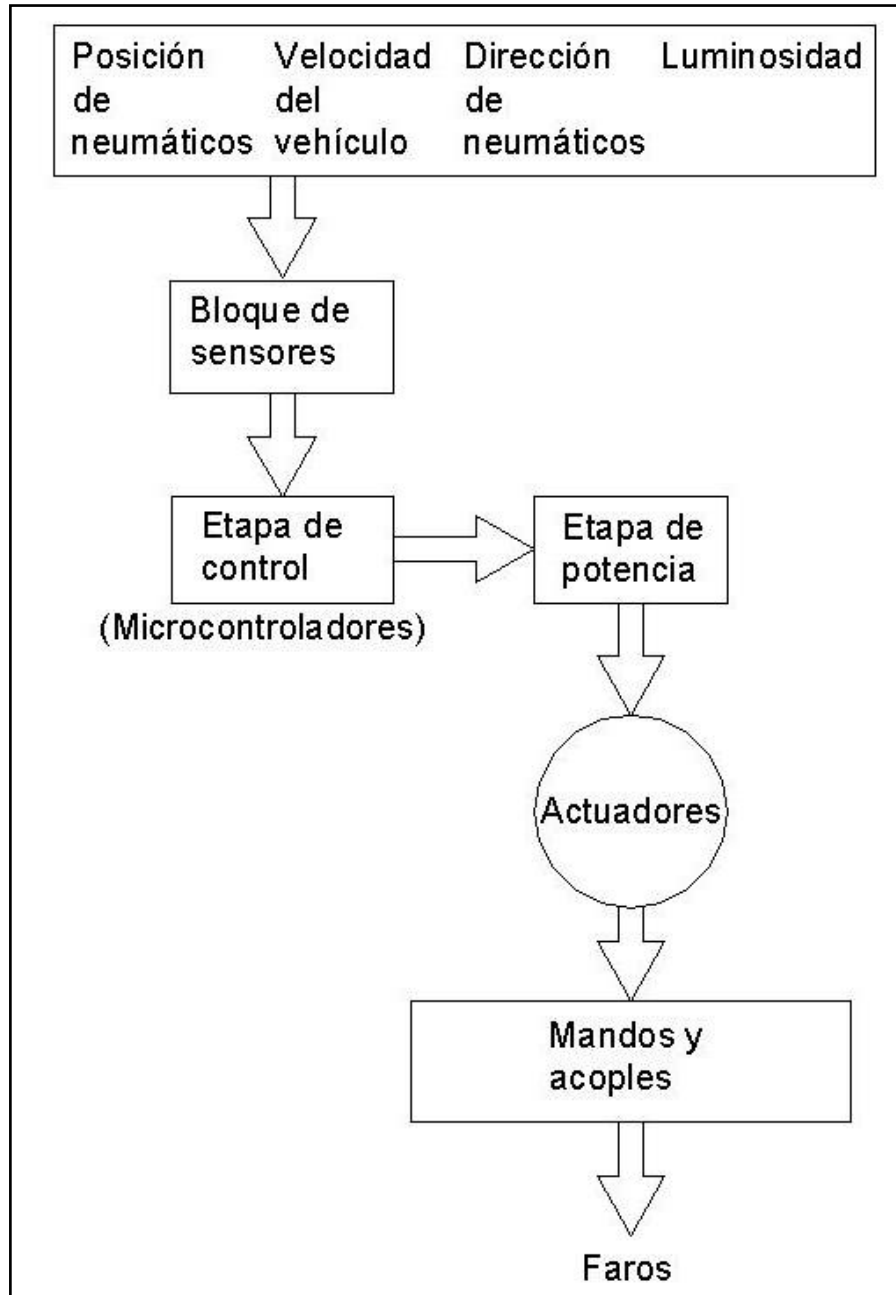 Posición de neumáticos
Velocidad del vehículo
Dirección de neumáticos
Luminosidad
Bloque de
sensores
Etapa de
control
(Microcontroladores)
Etapa de
potencia
Actuadores
Mandos y
acoples
Faros